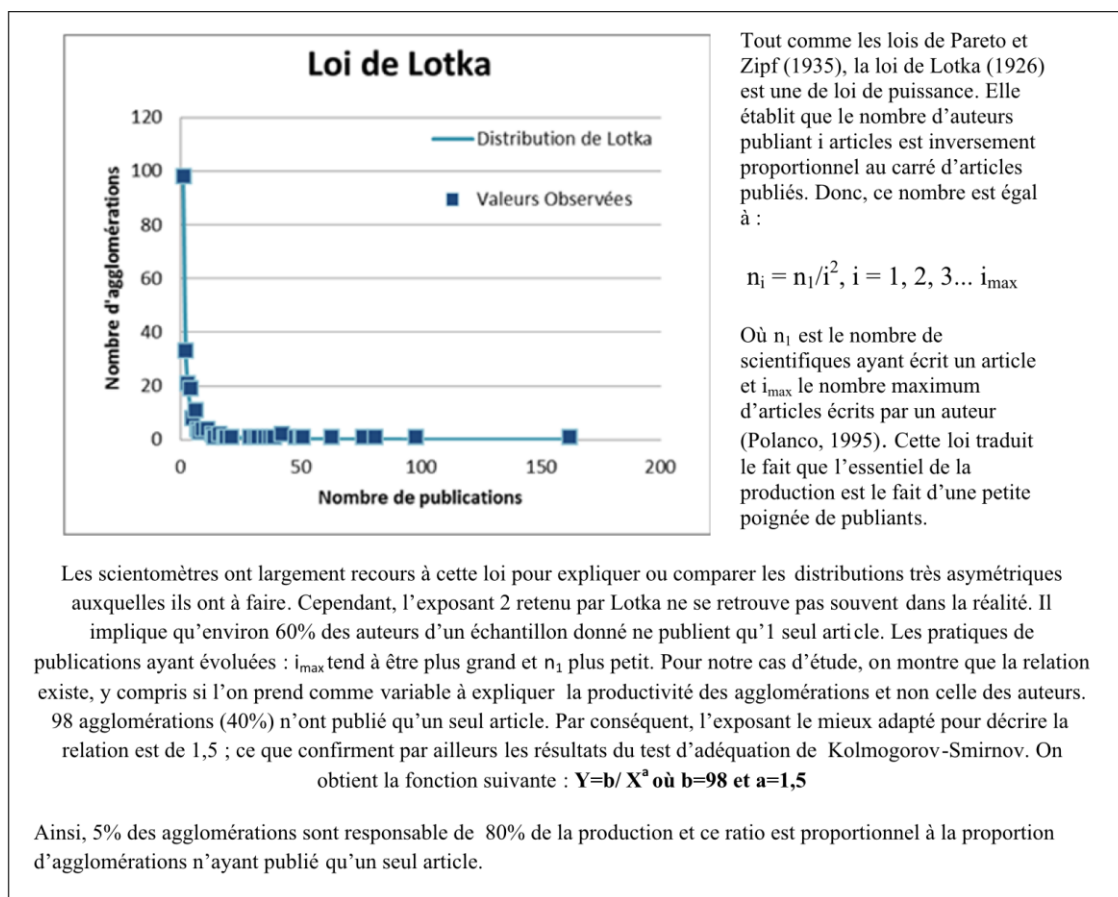 Loi de Lotka
120
100
80
60
40
20
0
Nombre d'agglomérations
Distribution de Lotka
Valeurs Observées
0 50 100 150 200
Nombre de publications
Tout comme les lois de Pareto et
Zipf (1935), la loi de Lotka (1926)
est une de loi de puissance. Elle
établit que le nombre d'auteurs
publiant i articles est inversement
proportionnel au carré d'articles
publiés. Donc, ce nombre est égal
à :
nᵢ = n₁/i², i = 1, 2, 3... iₘₐₓ
Où n₁ est le nombre de
scientifiques ayant écrit un article
et iₘₐₓ le nombre maximum
d'articles écrits par un auteur
(Polanco, 1995). Cette loi traduit
le fait que l'essentiel de la
production est le fait d'une petite
poignée de publiants.
Les scientomètres ont largement recours à cette loi pour expliquer ou comparer les distributions très asymétriques
auxquelles ils ont à faire. Cependant, l'exposant 2 retenu par Lotka ne se retrouve pas souvent dans la réalité. Il
implique qu'environ 60% des auteurs d'un échantillon donné ne publient qu'1 seul article. Les pratiques de
publications ayant évoluées : iₘₐₓ tend à être plus grand et n₁ plus petit. Pour notre cas d'étude, on montre que la relation
existe, y compris si l'on prend comme variable à expliquer la productivité des agglomérations et non celle des auteurs.
98 agglomérations (40%) n'ont publié qu'un seul article. Par conséquent, l'exposant le mieux adapté pour décrire la
relation est de 1,5 ; ce que confirment par ailleurs les résultats du test d'adéquation de Kolmogorov-Smirnov. On
obtient la fonction suivante : Y=b/ Xᵃ où b=98 et a=1,5
Ainsi, 5% des agglomérations sont responsable de 80% de la production et ce ratio est proportionnel à la proportion
d'agglomérations n'ayant publié qu'un seul article.